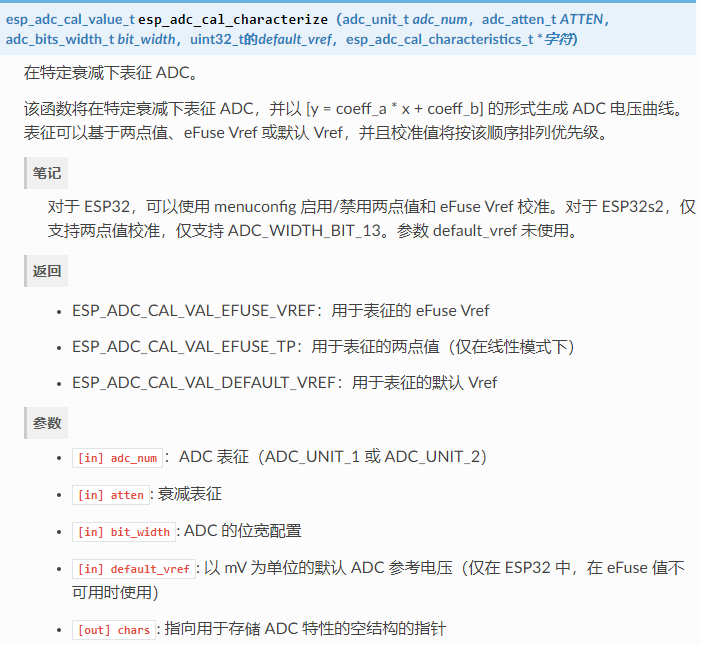 esp_adc_cal_value_t esp_adc_cal_characterize（adc_unit_t adc_num，adc_atten_t ATTEN，
adc_bits_width_t bit_width，uint32_t的default_vref，esp_adc_cal_characteristics_t *字符）
在特定衰减下表征 ADC。
该函数将在特定衰减下表征 ADC，并以 [y = coeff_a * x + coeff_b] 的形式生成 ADC 电压曲线。
表征可以基于两点值、eFuse Vref 或默认 Vref，并且校准值将按该顺序排列优先级。
笔记
对于 ESP32，可以使用 menuconfig 启用/禁用两点值和 eFuse Vref 校准。对于 ESP32s2，仅
支持两点值校准，仅支持 ADC_WIDTH_BIT_13。参数 default_vref 未使用。
返回
• ESP_ADC_CAL_VAL_EFUSE_VREF：用于表征的 eFuse Vref
• ESP_ADC_CAL_VAL_EFUSE_TP：用于表征的两点值（仅在线性模式下）
• ESP_ADC_CAL_VAL_DEFAULT_VREF：用于表征的默认 Vref
参数
• [in] adc_num： ADC 表征（ADC_UNIT_1 或 ADC_UNIT_2）
• [in] atten: 衰减表征
• [in] bit_width: ADC 的位宽配置
• [in] default_vref: 以 mV 为单位的默认 ADC 参考电压（仅在 ESP32 中，在 eFuse 值不
可用时使用）
• [out] chars: 指向用于存储 ADC 特性的空结构的指针